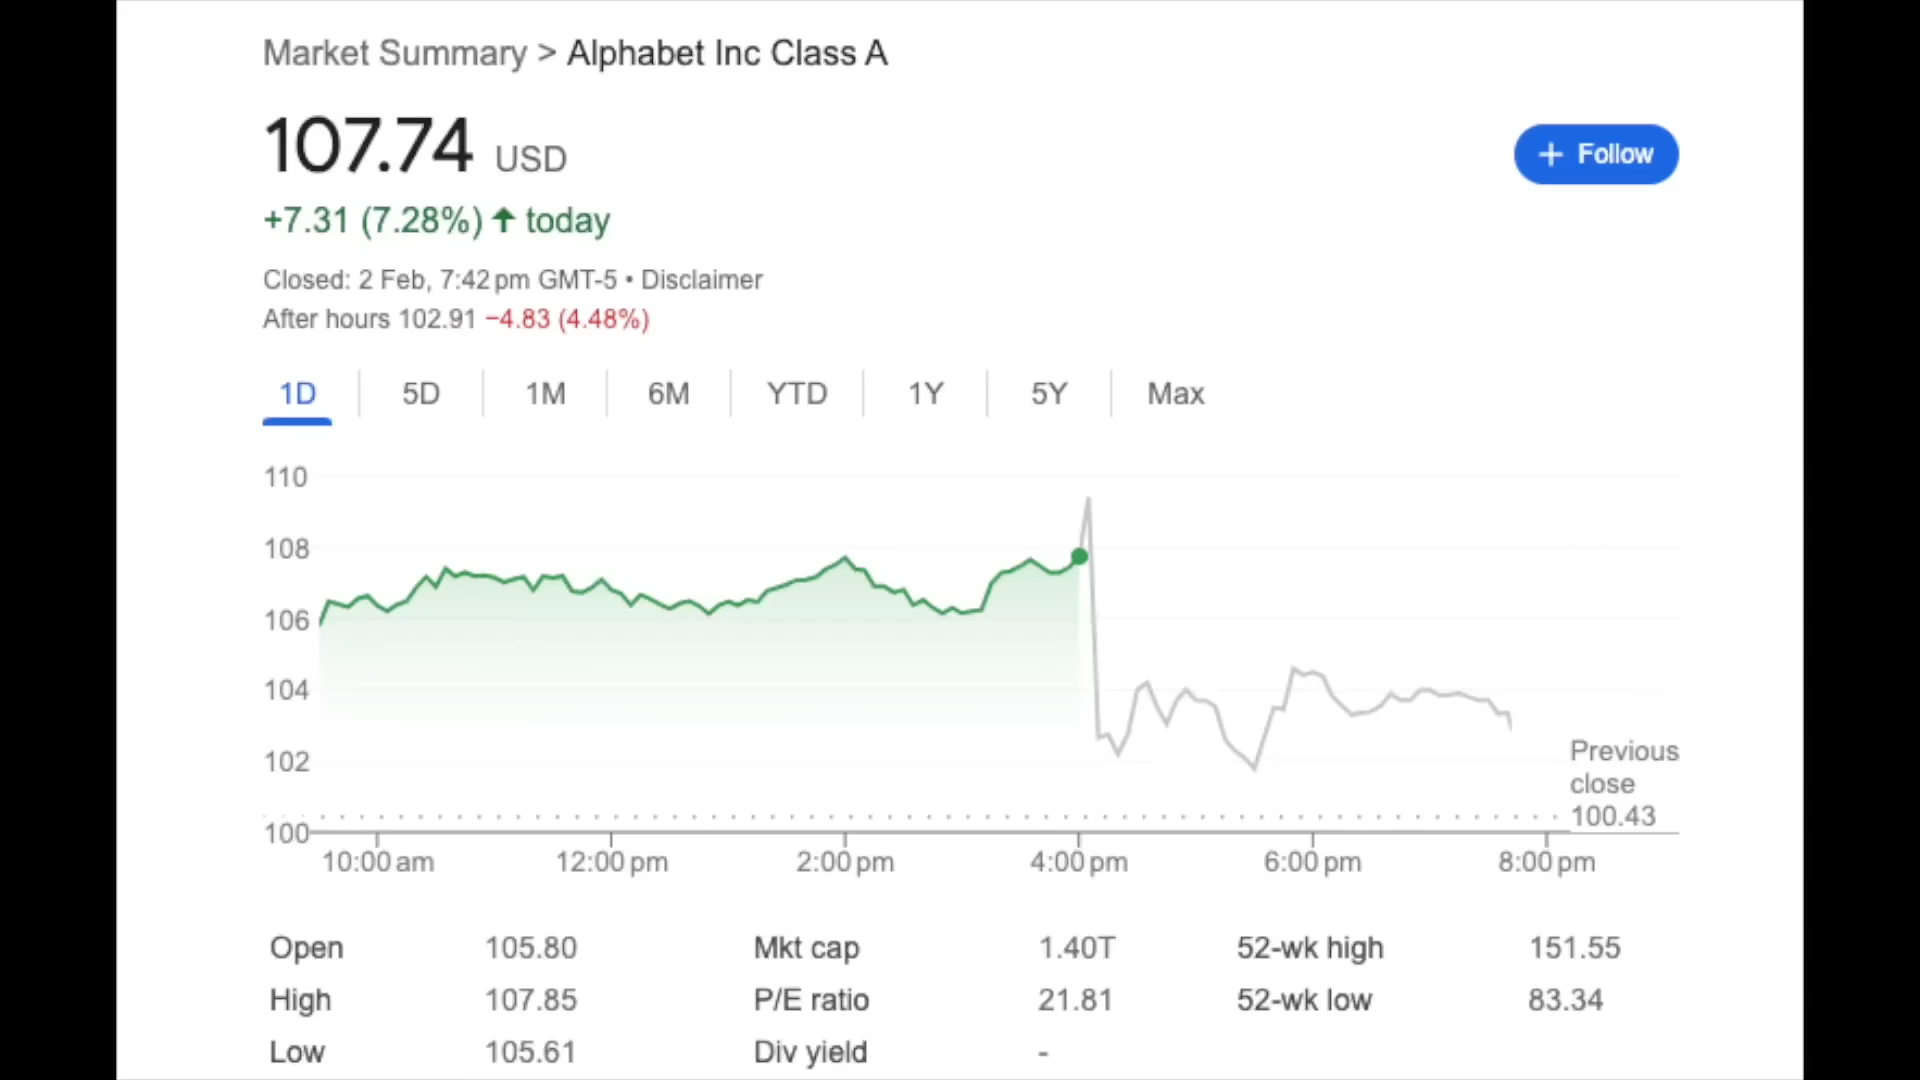 Market Summary > Alphabet Inc Class A
107.74 USD
+ Follow
+7.31 (7.28%) ↑ today
Closed: 2 Feb, 7:42 pm GMT-5 • Disclaimer
After hours 102.91 −4.83 (4.48%)
1D 5D 1M 6M YTD 1Y 5Y Max
110
108
106
104
102
100
Previous
close
100.43
10:00 am 12:00 pm 2:00 pm 4:00 pm 6:00 pm 8:00 pm
Open 105.80 Mkt cap 1.40T 52-wk high 151.55
High 107.85 P/E ratio 21.81 52-wk low 83.34
Low 105.61 Div yield -